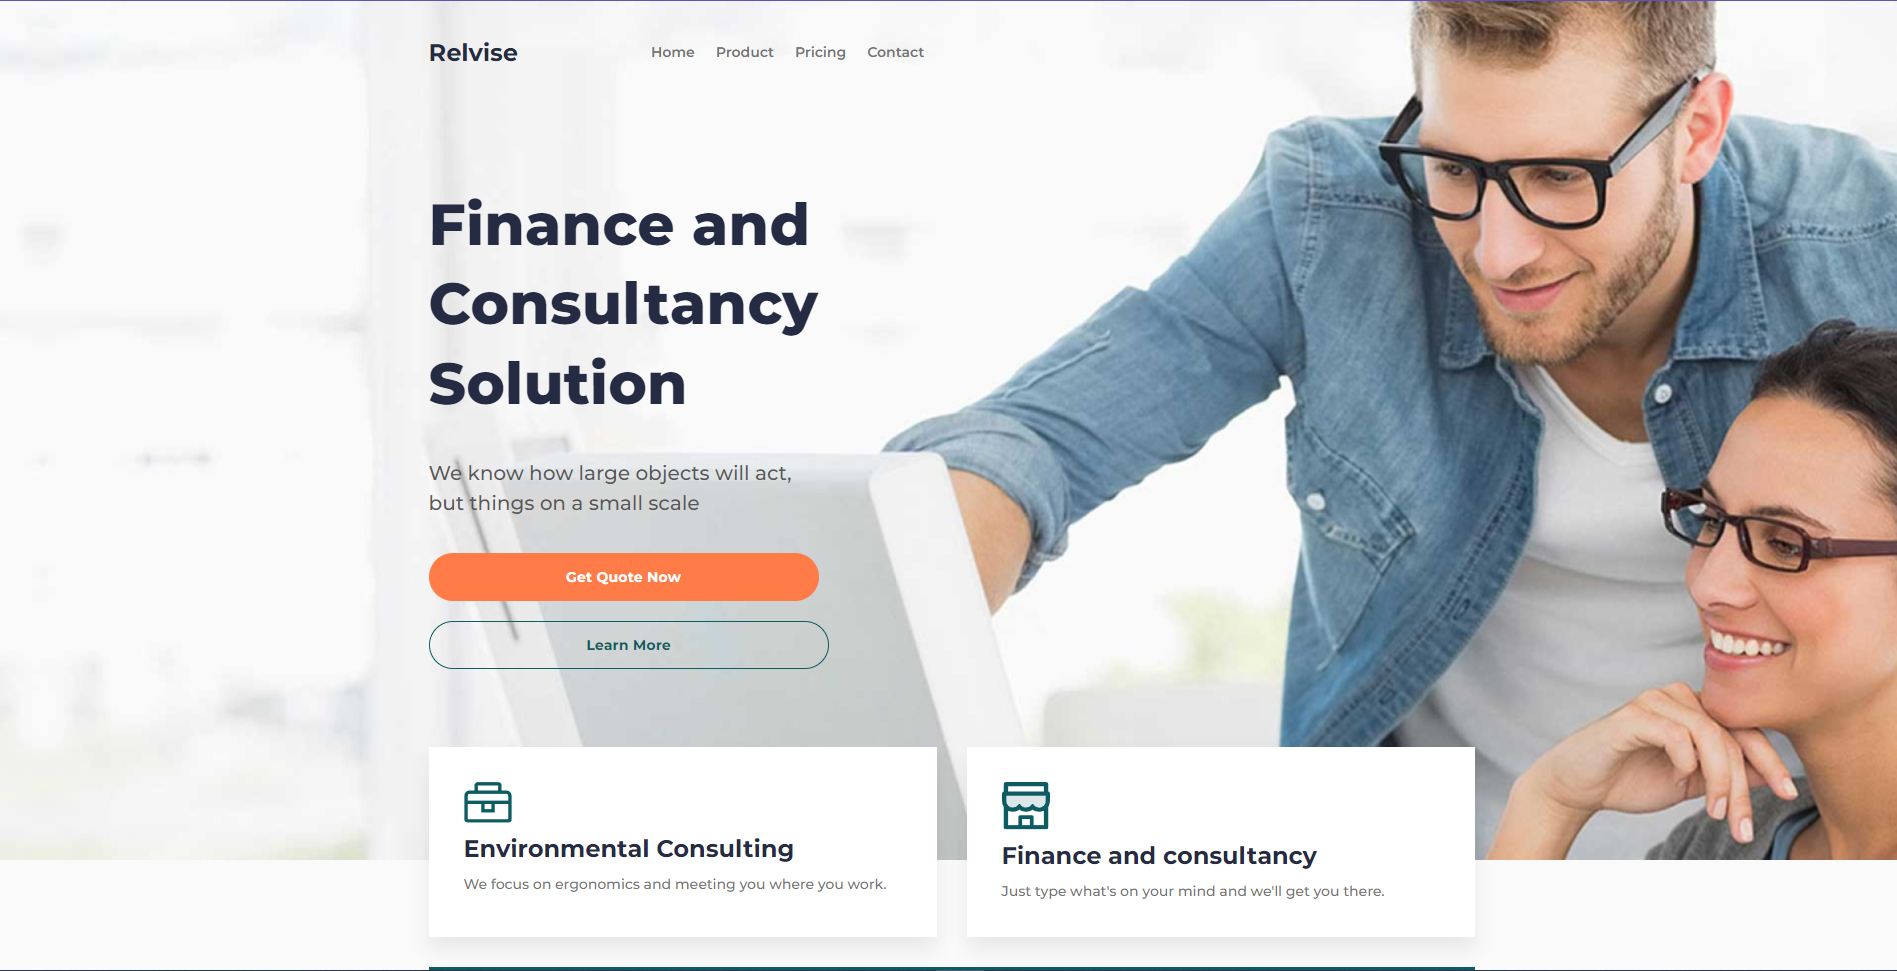 Relvise
Home Product Pricing Contact
Finance and
Consultancy
Solution
We know how large objects will act,
but things on a small scale
Get Quote Now
Learn More
Environmental Consulting
We focus on ergonomics and meeting you where you work.
Finance and consultancy
Just type what's on your mind and we'll get you there.